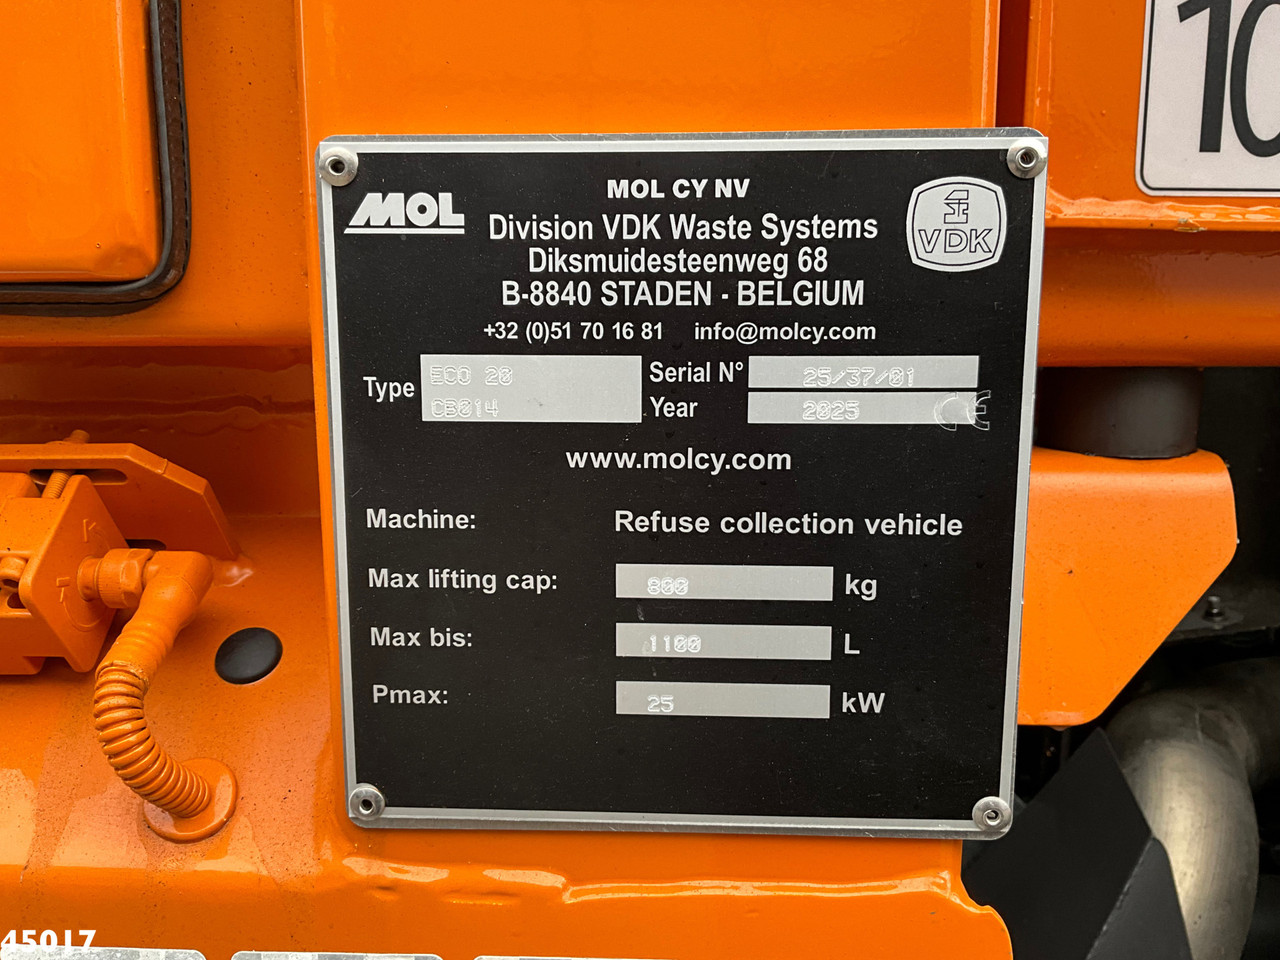 MOL
MOL CY NV
VDK
Division VDK Waste Systems
Diksmuidesteenweg 68
B-8840 STADEN - BELGIUM
+32 (0)51 70 16 81 info@molcy.com
Type ECO 20 Serial N° 25/37/01
CB014 Year 2025 CE
www.molcy.com
Machine: Refuse collection vehicle
Max lifting cap: 800 kg
Max bis: 1100 L
Pmax: 25 kW
10
45017